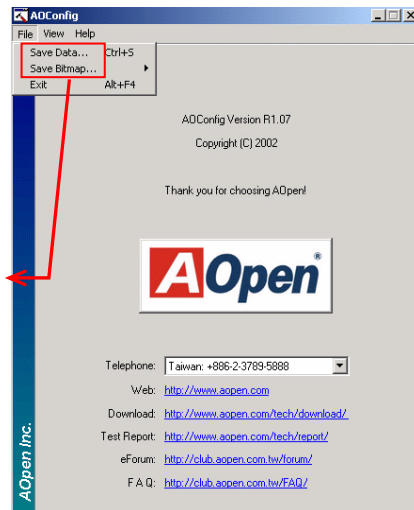 AOConfig
File View Help
Save Data... Ctrl+S
Save Bitmap...
Exit Alt+F4
AOConfig Version R1.07
Copyright (C) 2002
Thank you for choosing AOpen!
AOpen®
Telephone: Taiwan: +886-2-3789-5888
Web: http://www.aopen.com
Download: http://www.aopen.com/tech/download/
Test Report: http://www.aopen.com/tech/report/
eForum: http://club.aopen.com.tw/forum/
F A Q: http://club.aopen.com.tw/FAQ/
AOpen Inc.